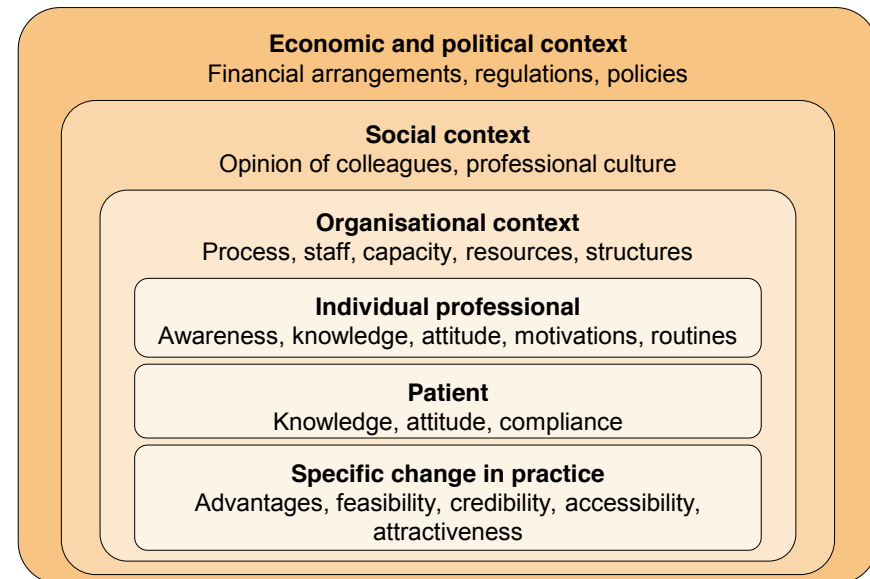 Economic and political context
Financial arrangements, regulations, policies
Social context
Opinion of colleagues, professional culture
Organisational context
Process, staff, capacity, resources, structures
Individual professional
Awareness, knowledge, attitude, motivations, routines
Patient
Knowledge, attitude, compliance
Specific change in practice
Advantages, feasibility, credibility, accessibility,
attractiveness